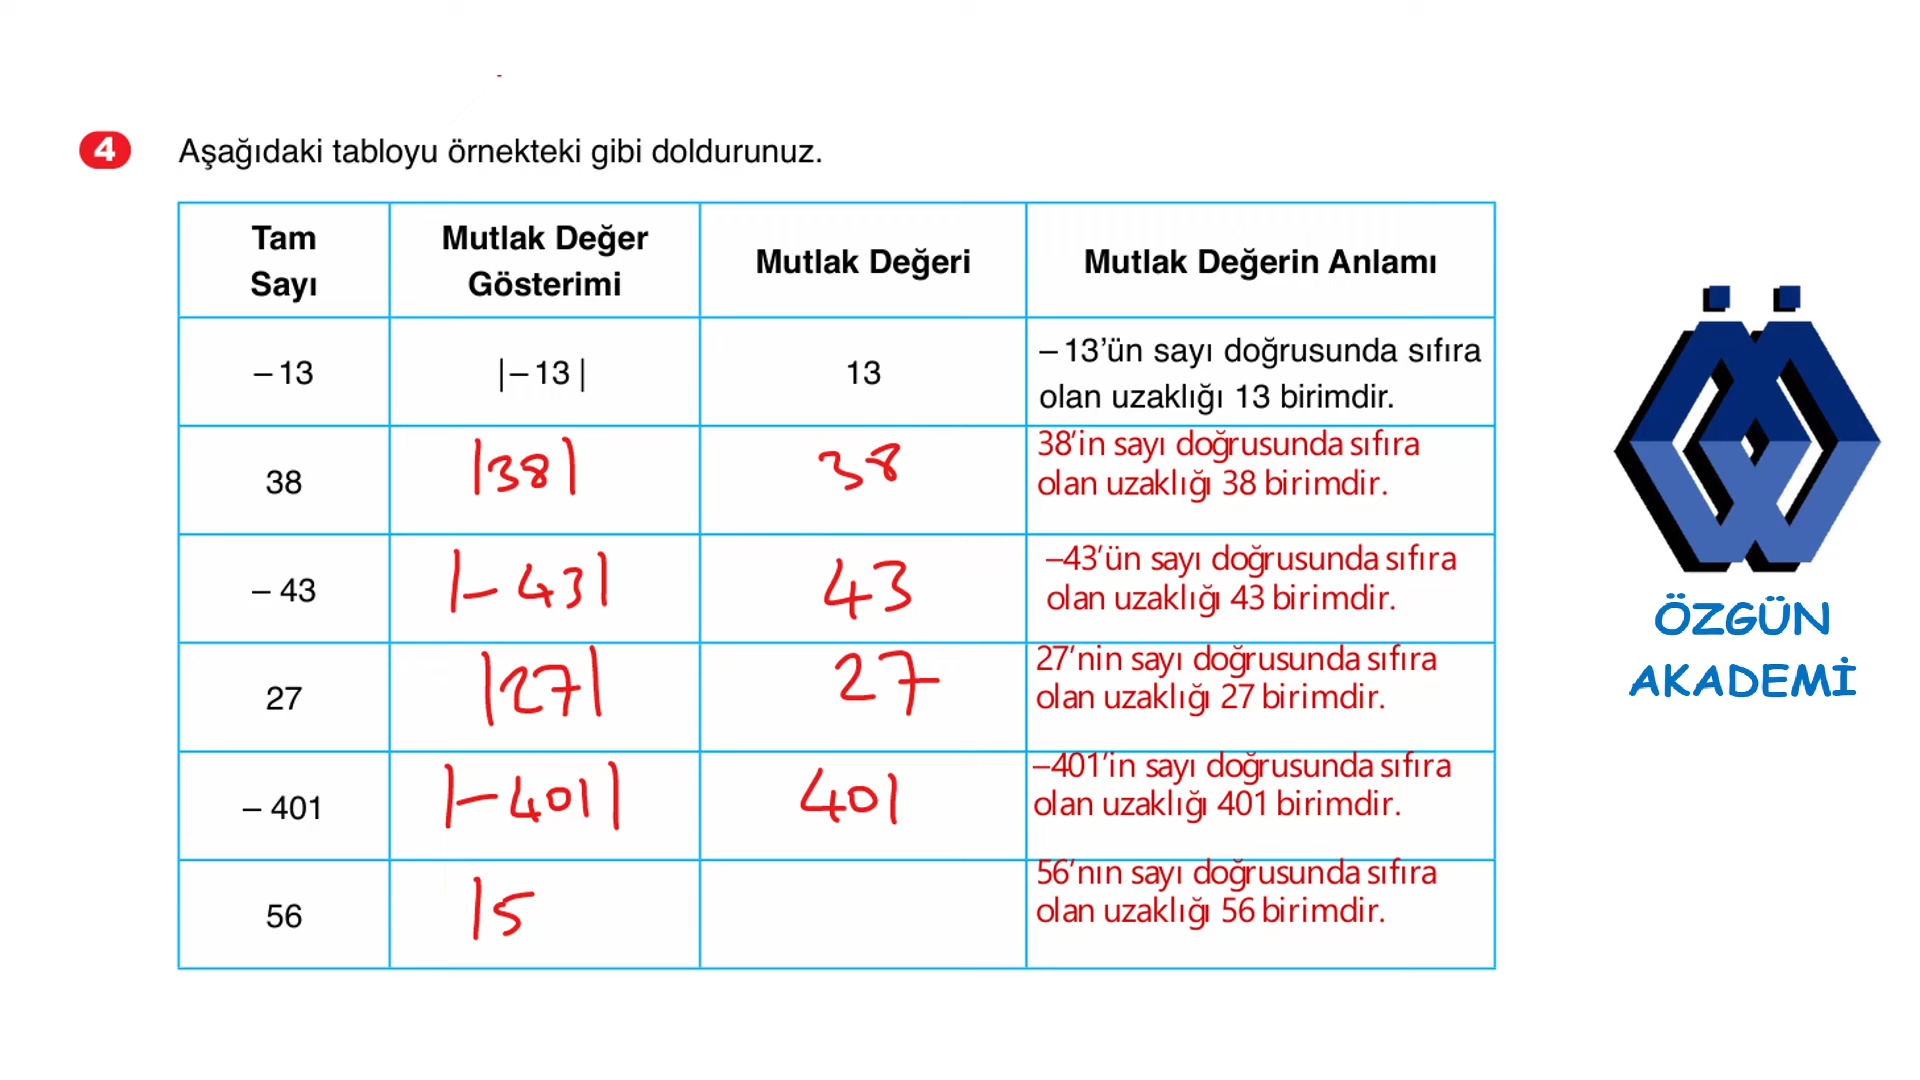 4 Aşağıdaki tabloyu örnekteki gibi doldurunuz.
Tam Sayı
Mutlak Değer Gösterimi
Mutlak Değeri
Mutlak Değerin Anlamı
– 13
|– 13 |
13
– 13’ün sayı doğrusunda sıfıra
olan uzaklığı 13 birimdir.
38
|38|
38
38’in sayı doğrusunda sıfıra
olan uzaklığı 38 birimdir.
– 43
|– 43|
43
–43’ün sayı doğrusunda sıfıra
olan uzaklığı 43 birimdir.
27
|27|
27
27’nin sayı doğrusunda sıfıra
olan uzaklığı 27 birimdir.
– 401
|– 401|
401
–401’in sayı doğrusunda sıfıra
olan uzaklığı 401 birimdir.
56
|5
56’nın sayı doğrusunda sıfıra
olan uzaklığı 56 birimdir.
ÖZGÜN
AKADEMİ